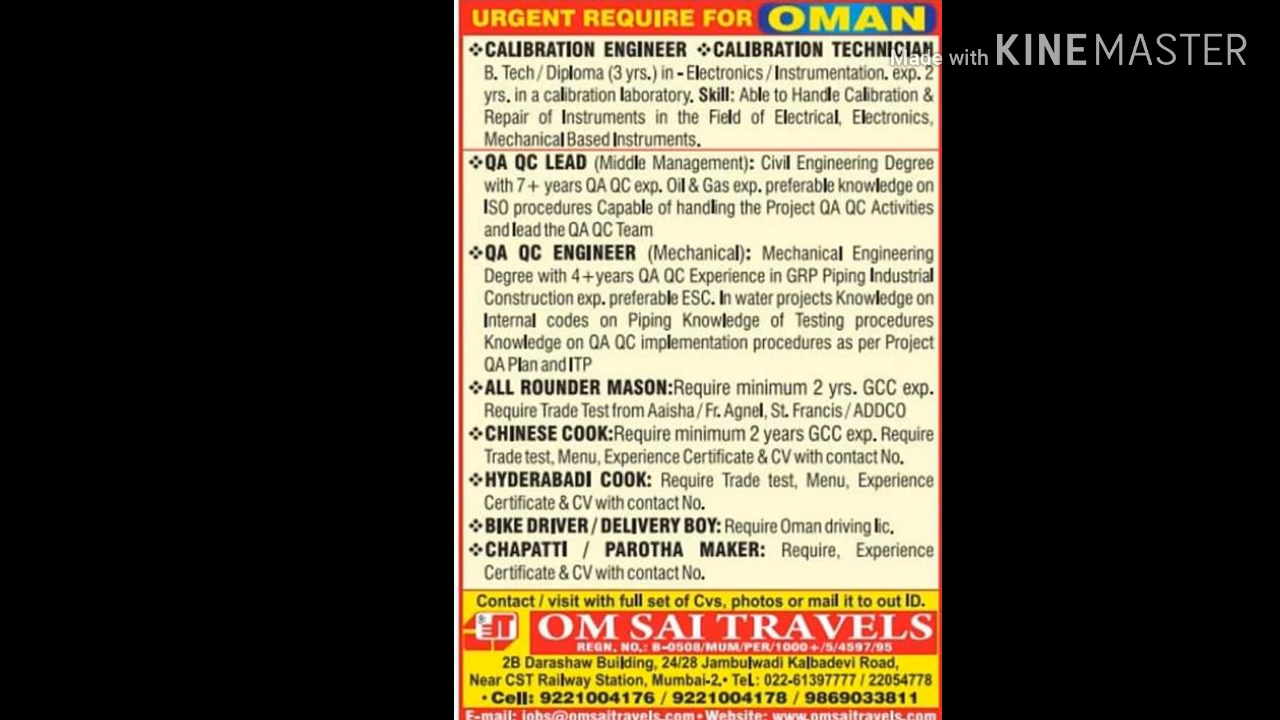 URGENT REQUIRE FOR OMAN
❖CALIBRATION ENGINEER ❖CALIBRATION TECHNICIAN
Made with KINEMASTER
B. Tech / Diploma (3 yrs.) in - Electronics / Instrumentation. exp. 2
yrs. in a calibration laboratory. Skill: Able to Handle Calibration &
Repair of Instruments in the Field of Electrical, Electronics,
Mechanical Based Instruments.
❖QA QC LEAD (Middle Management): Civil Engineering Degree
with 7+ years QA QC exp. Oil & Gas exp. preferable knowledge on
ISO procedures Capable of handling the Project QA QC Activities
and lead the QA QC Team
❖QA QC ENGINEER (Mechanical): Mechanical Engineering
Degree with 4+years QA QC Experience in GRP Piping Industrial
Construction exp. preferable ESC. In water projects Knowledge on
Internal codes on Piping Knowledge of Testing procedures
Knowledge on QA QC implementation procedures as per Project
QA Plan and ITP
❖ALL ROUNDER MASON:Require minimum 2 yrs. GCC exp.
Require Trade Test from Aaisha / Fr. Agnel, St. Francis / ADDCO
❖CHINESE COOK:Require minimum 2 years GCC exp. Require
Trade test, Menu, Experience Certificate & CV with contact No.
❖HYDERABADI COOK: Require Trade test, Menu, Experience
Certificate & CV with contact No.
❖BIKE DRIVER / DELIVERY BOY: Require Oman driving lic.
❖CHAPATTI / PAROTHA MAKER: Require, Experience
Certificate & CV with contact No.
Contact / visit with full set of Cvs, photos or mail it to out ID.
OM SAI TRAVELS
REGN. NO.: B-0508/MUM/PER/1000+/5/4597/95
2B Darashaw Building, 24/28 Jambulwadi Kalbadevi Road,
Near CST Railway Station, Mumbai-2.• Tel.: 022-61397777 / 22054778
• Cell: 9221004176 / 9221004178 / 9869033811
E-mail: jobs@omsaitravels.com • Website: www.omsaitravels.com